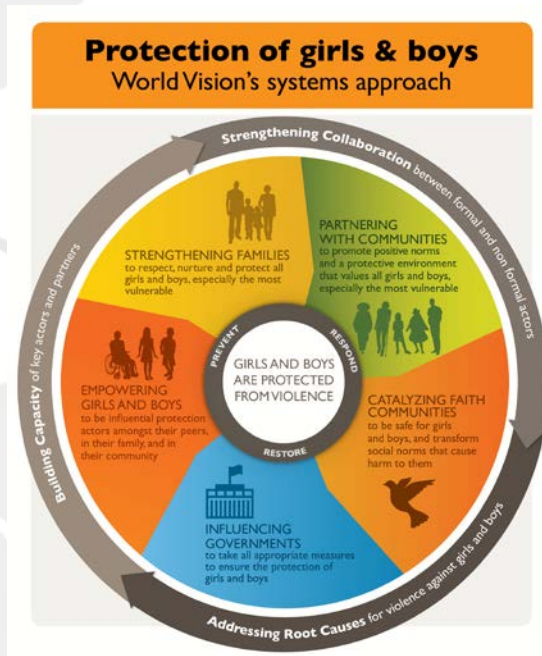 Protection of girls & boys
World Vision's systems approach
Strengthening Collaboration between formal and non formal actors
Building Capacity of key actors and partners
Addressing Root Causes for violence against girls and boys
STRENGTHENING FAMILIES
to respect, nurture and protect all
girls and boys, especially the most
vulnerable
PARTNERING
WITH COMMUNITIES
to promote positive norms
and a protective environment
that values all girls and boys,
especially the most vulnerable
EMPOWERING
GIRLS AND BOYS
to be influential protection
actors amongst their peers,
in their family, and in
their community
PREVENT
RESPOND
RESTORE
GIRLS AND BOYS
ARE PROTECTED
FROM VIOLENCE
CATALYZING FAITH
COMMUNITIES
to be safe for girls
and boys, and transform
social norms that cause
harm to them
INFLUENCING
GOVERNMENTS
to take all appropriate measures
to ensure the protection of
girls and boys